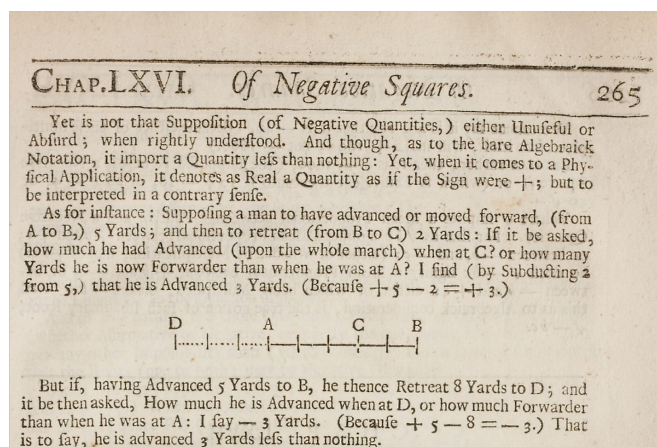 CHAP.LXVI. Of Negative Squares. 265
Yet is not that Suppoſition (of Negative Quantities,) either Unuſeful or
Abſurd; when rightly underſtood. And though, as to the bare Algebraick
Notation, it import a Quantity leſs than nothing: Yet, when it comes to a Phy-
ſical Application, it denotes as Real a Quantity as if the Sign were +; but to
be interpreted in a contrary ſenſe.
As for inſtance: Suppoſing a man to have advanced or moved forward, (from
A to B,) 5 Yards; and then to retreat (from B to C) 2 Yards: If it be asked,
how much he had Advanced (upon the whole march) when at C? or how many
Yards he is now Forwarder than when he was at A? I find (by Subducting 2
from 5,) that he is Advanced 3 Yards. (Becauſe + 5 — 2 = + 3.)
D A C B
But if, having Advanced 5 Yards to B, he thence Retreat 8 Yards to D; and
it be then asked, How much he is Advanced when at D, or how much Forwarder
than when he was at A: I ſay — 3 Yards. (Becauſe + 5 — 8 = — 3.) That
is to ſay, he is advanced 3 Yards leſs than nothing.